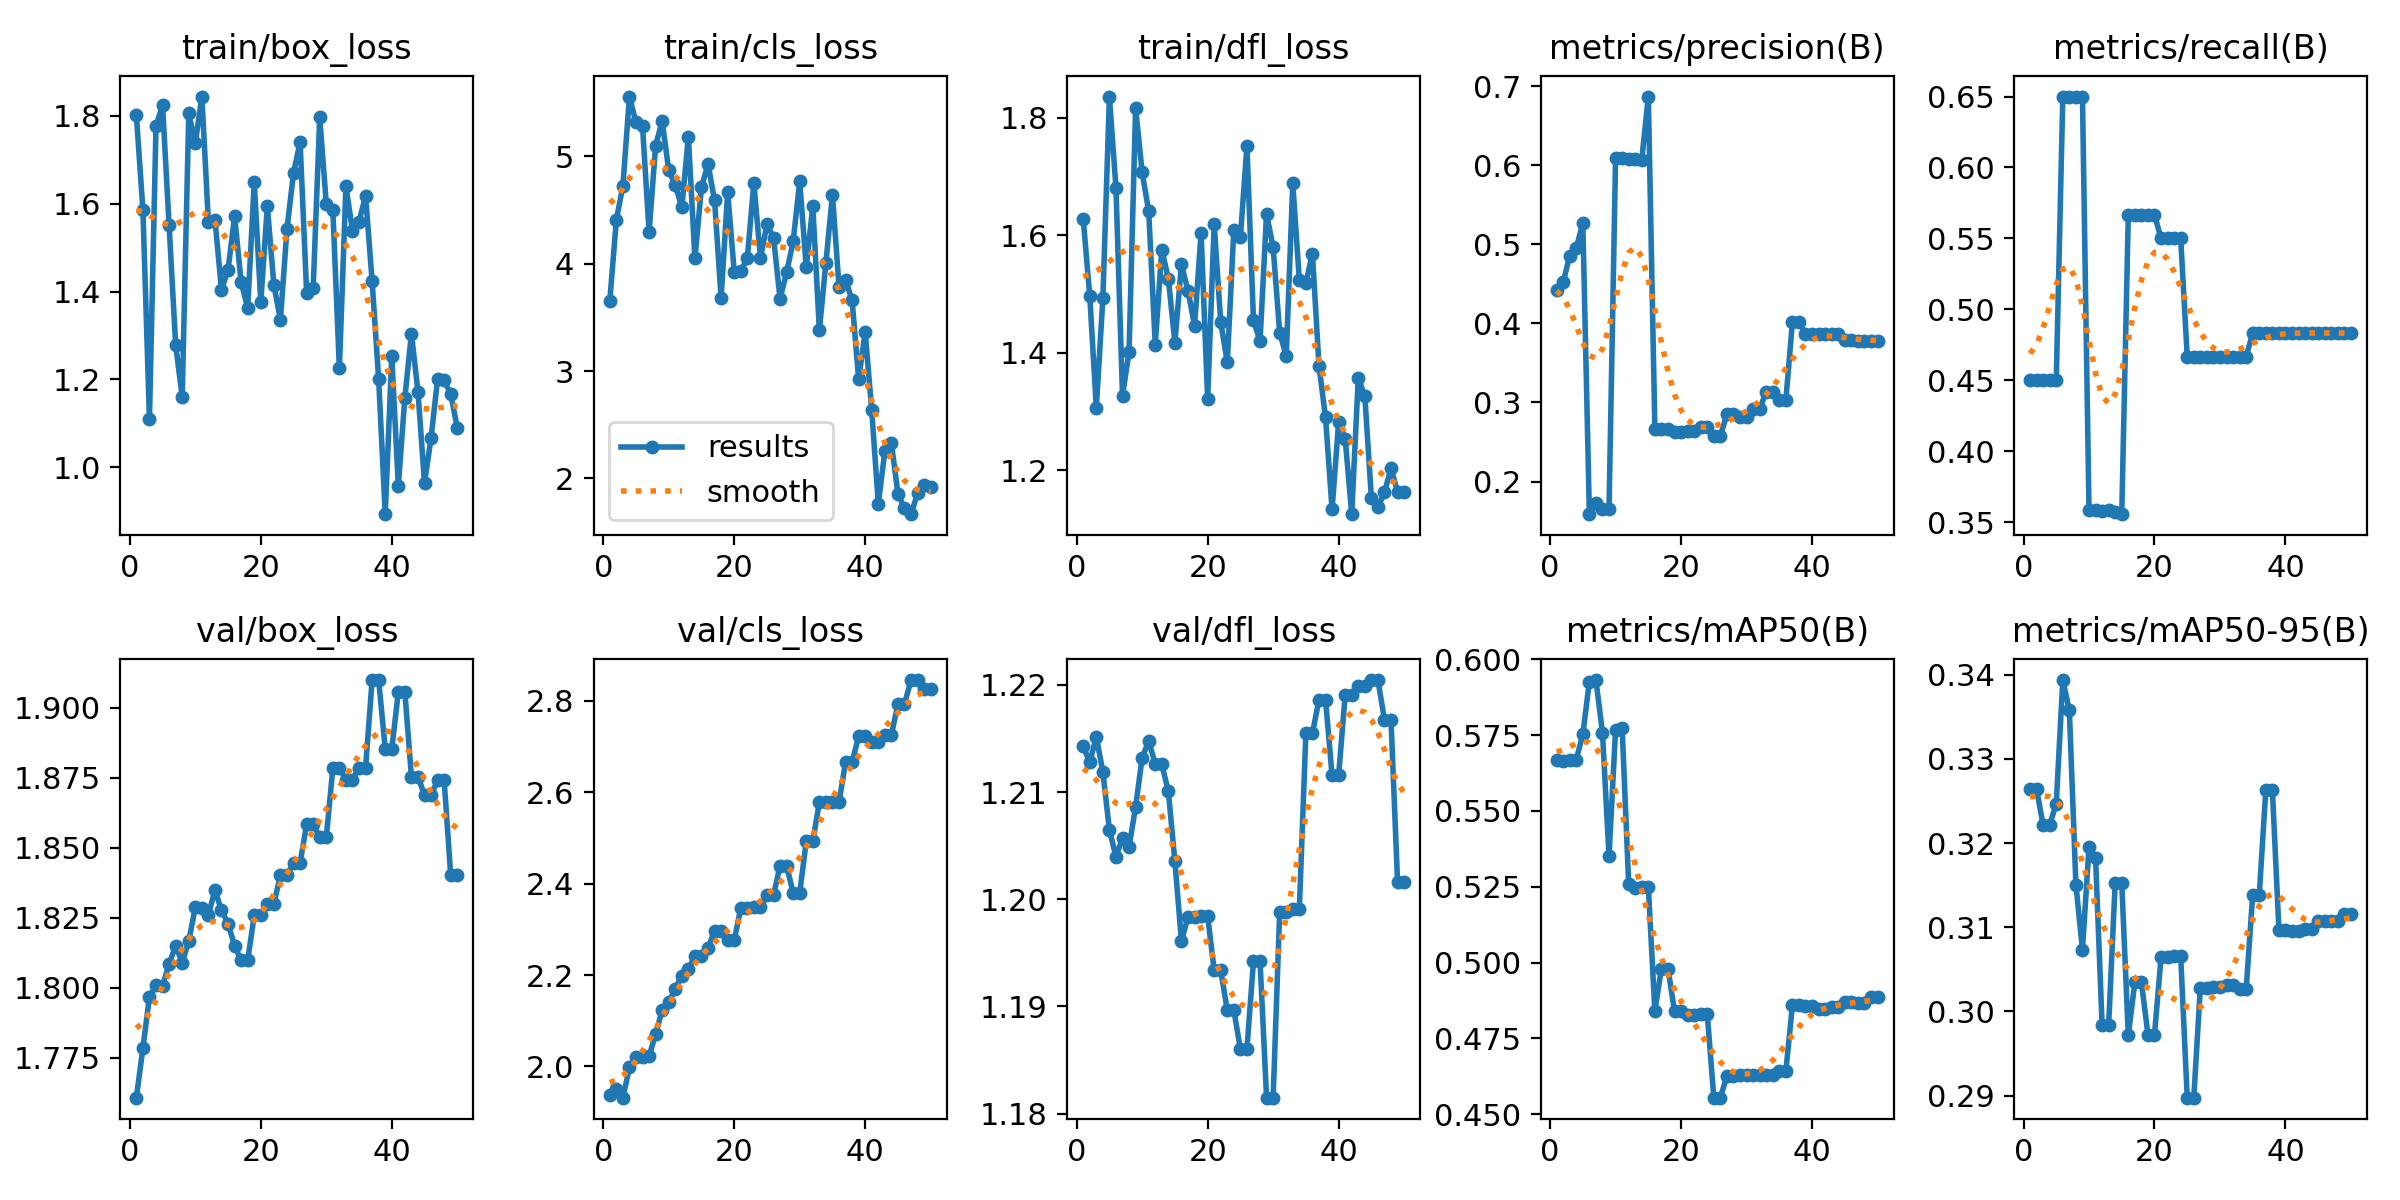 train/box_loss
train/cls_loss
train/dfl_loss
metrics/precision(B)
metrics/recall(B)
1.8
1.6
1.4
1.2
1.0
0 20 40
5
4
3
2
0 20 40
results
smooth
1.8
1.6
1.4
1.2
0 20 40
0.7
0.6
0.5
0.4
0.3
0.2
0 20 40
0.65
0.60
0.55
0.50
0.45
0.40
0.35
0 20 40
val/box_loss
val/cls_loss
val/dfl_loss
metrics/mAP50(B)
metrics/mAP50-95(B)
1.900
1.875
1.850
1.825
1.800
1.775
0 20 40
2.8
2.6
2.4
2.2
2.0
0 20 40
1.22
1.21
1.20
1.19
1.18
0 20 40
0.600
0.575
0.550
0.525
0.500
0.475
0.450
0 20 40
0.34
0.33
0.32
0.31
0.30
0.29
0 20 40